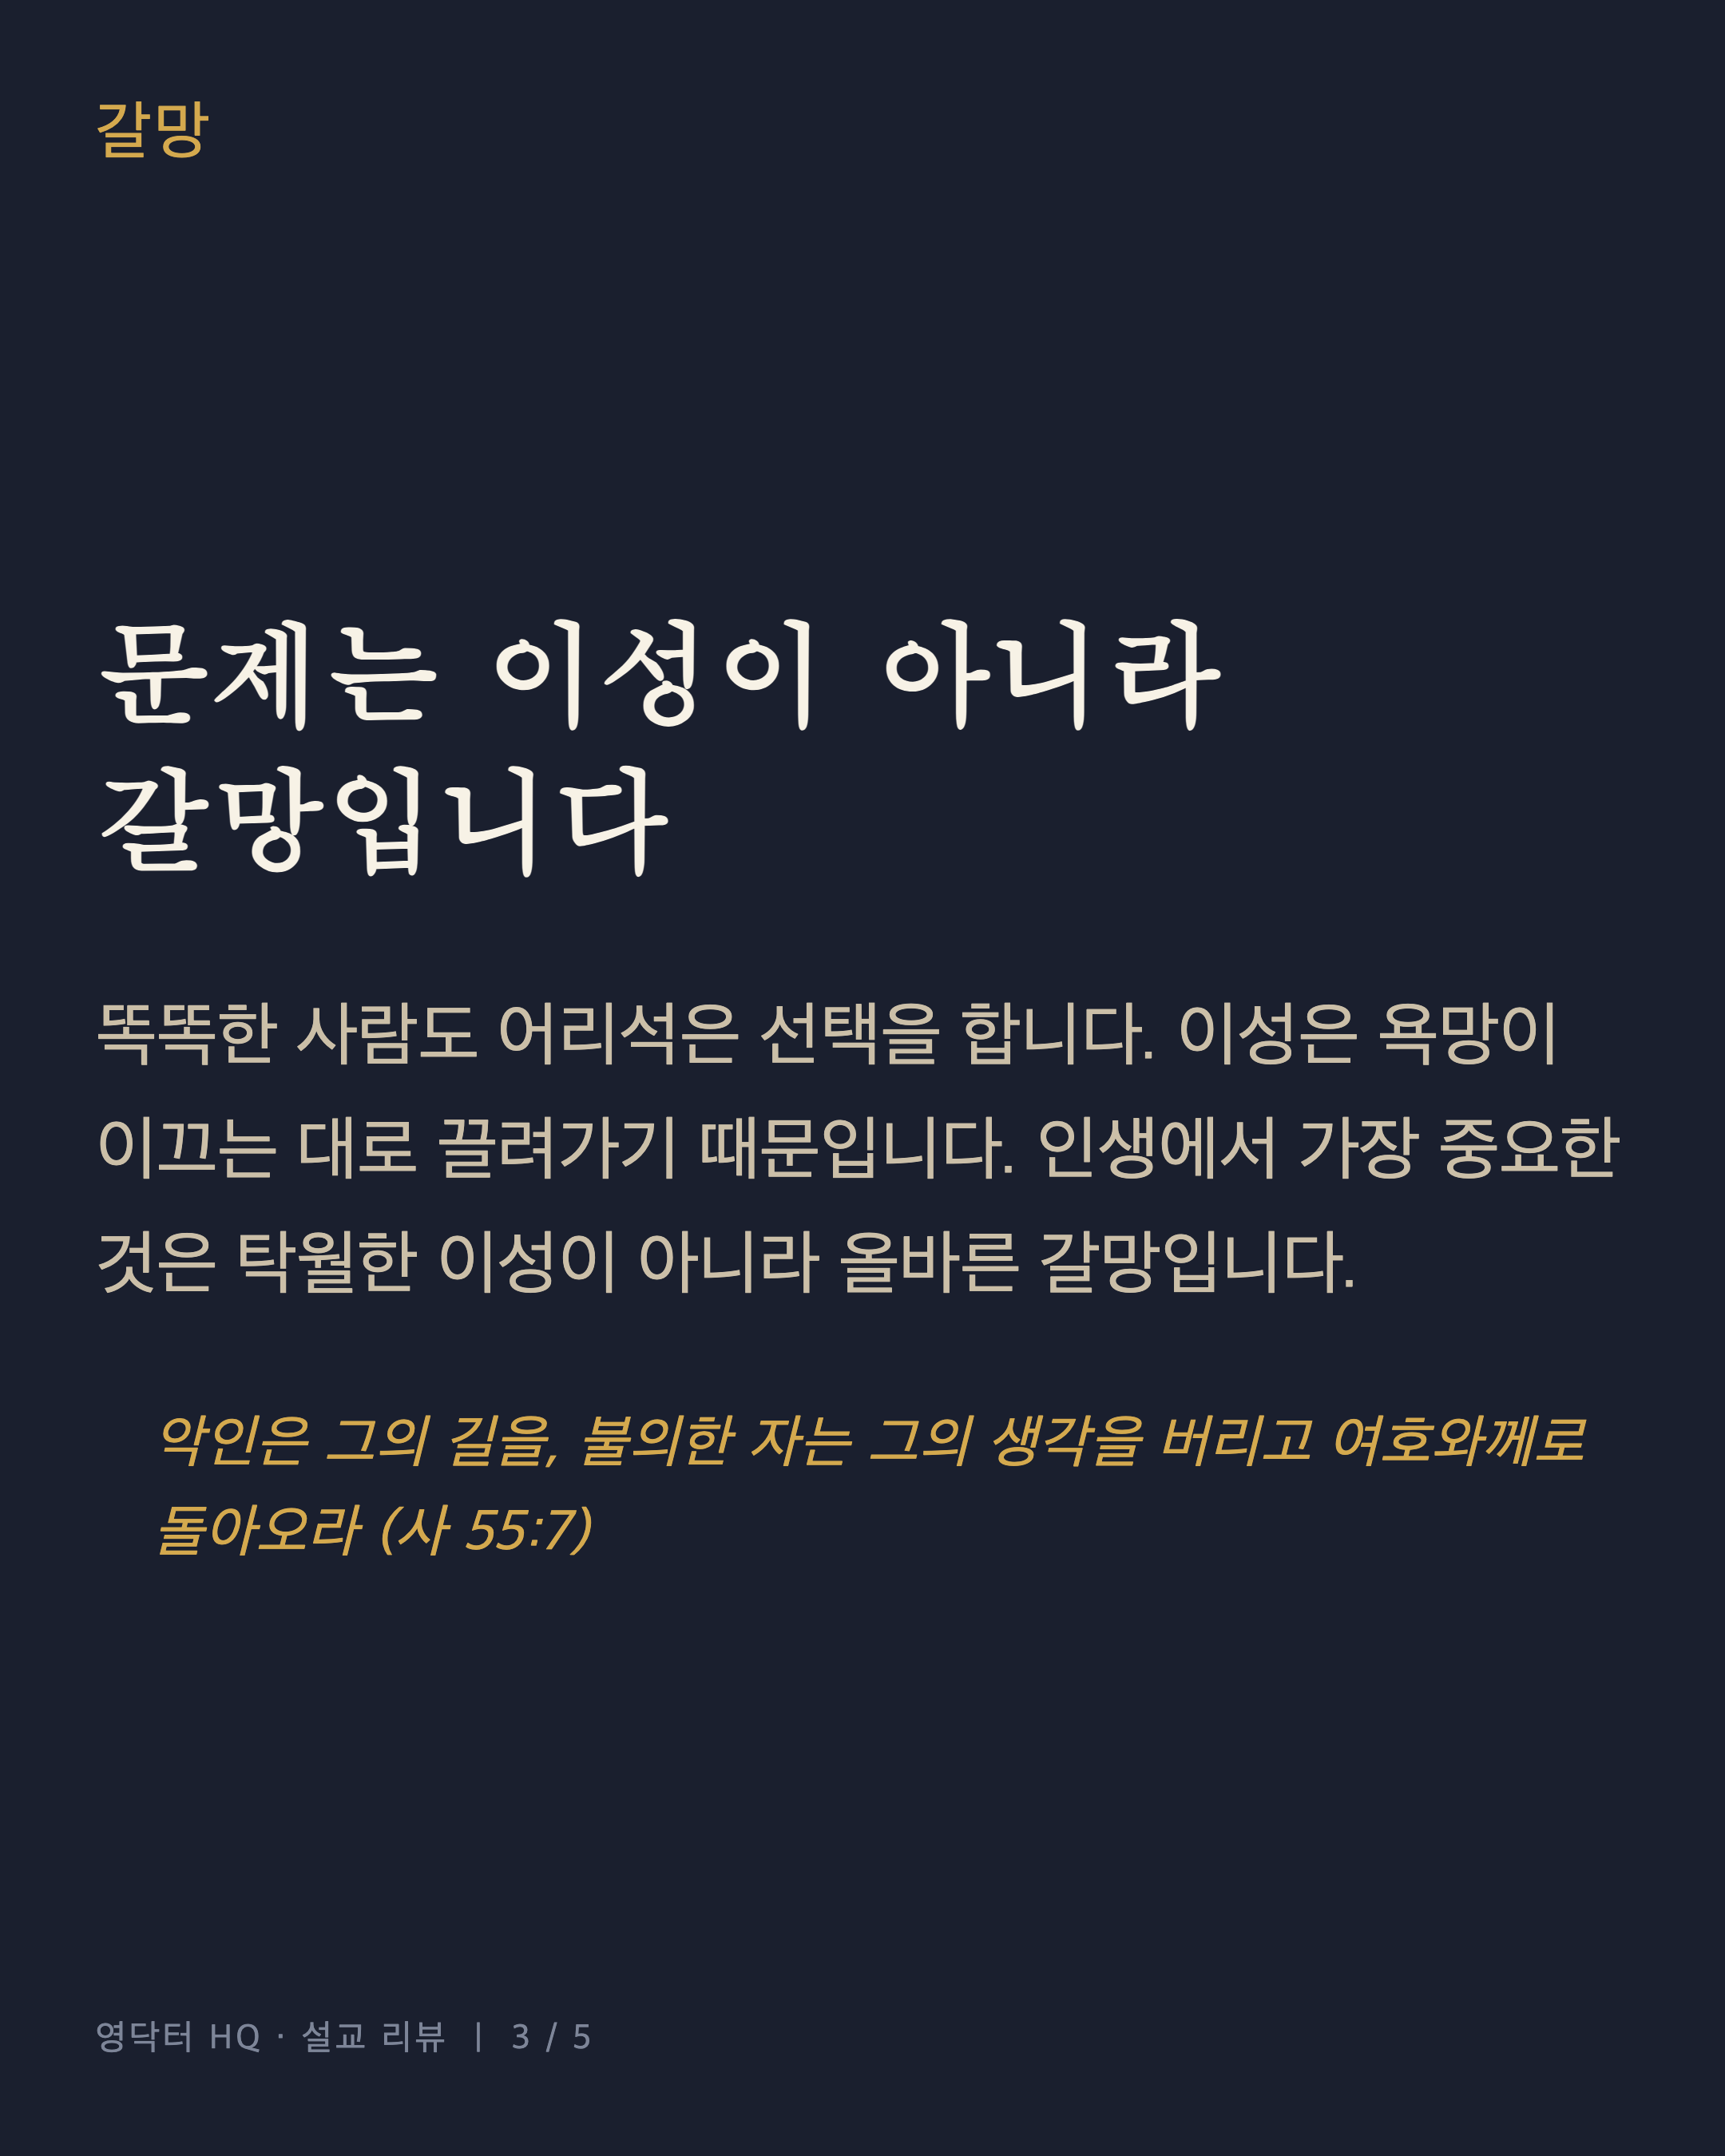 갈망
문제는 이성이 아니라
갈망입니다
똑똑한 사람도 어리석은 선택을 합니다. 이성은 욕망이
이끄는 대로 끌려가기 때문입니다. 인생에서 가장 중요한
것은 탁월한 이성이 아니라 올바른 갈망입니다.
악인은 그의 길을, 불의한 자는 그의 생각을 버리고 여호와께로
돌아오라 (사 55:7)
영닥터 HQ · 설교 리뷰 | 3 / 5